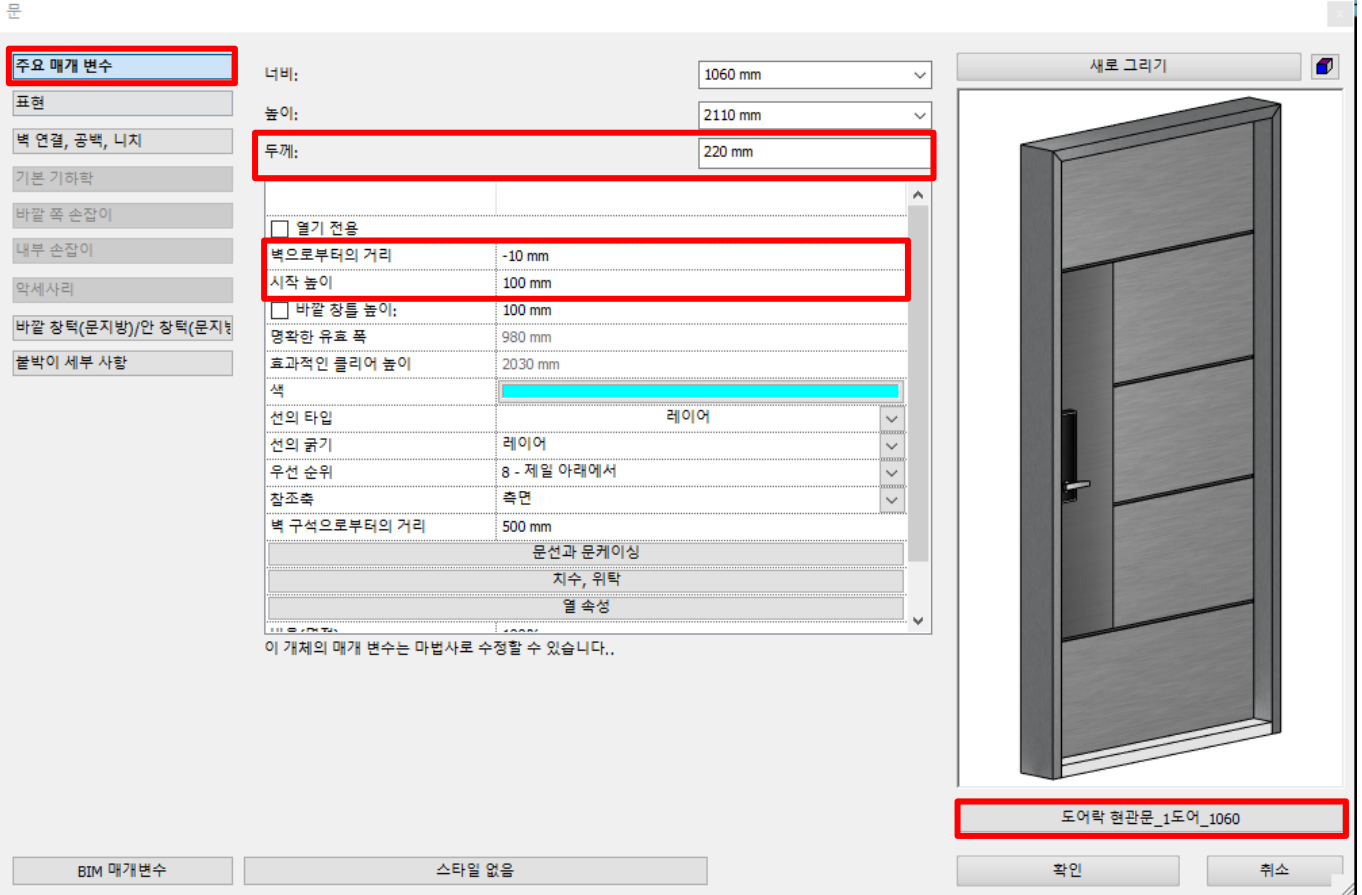 문
x
주요 매개 변수
표현
벽 연결, 공백, 니치
기본 기하학
바깥 쪽 손잡이
내부 손잡이
악세사리
바깥 창턱(문지방)/안 창턱(문지방
붙박이 세부 사항
너비:
1060 mm
높이:
2110 mm
두께:
220 mm
열기 전용
벽으로부터의 거리
-10 mm
시작 높이
100 mm
바깥 창틀 높이:
100 mm
명확한 유효 폭
980 mm
효과적인 클리어 높이
2030 mm
색
선의 타입
레이어
선의 굵기
레이어
우선 순위
8 - 제일 아래에서
참조축
측면
벽 구석으로부터의 거리
500 mm
문선과 문케이싱
치수, 위탁
열 속성
이 개체의 매개 변수는 마법사로 수정할 수 있습니다..
새로 그리기
도어락 현관문_1도어_1060
BIM 매개변수
스타일 없음
확인
취소